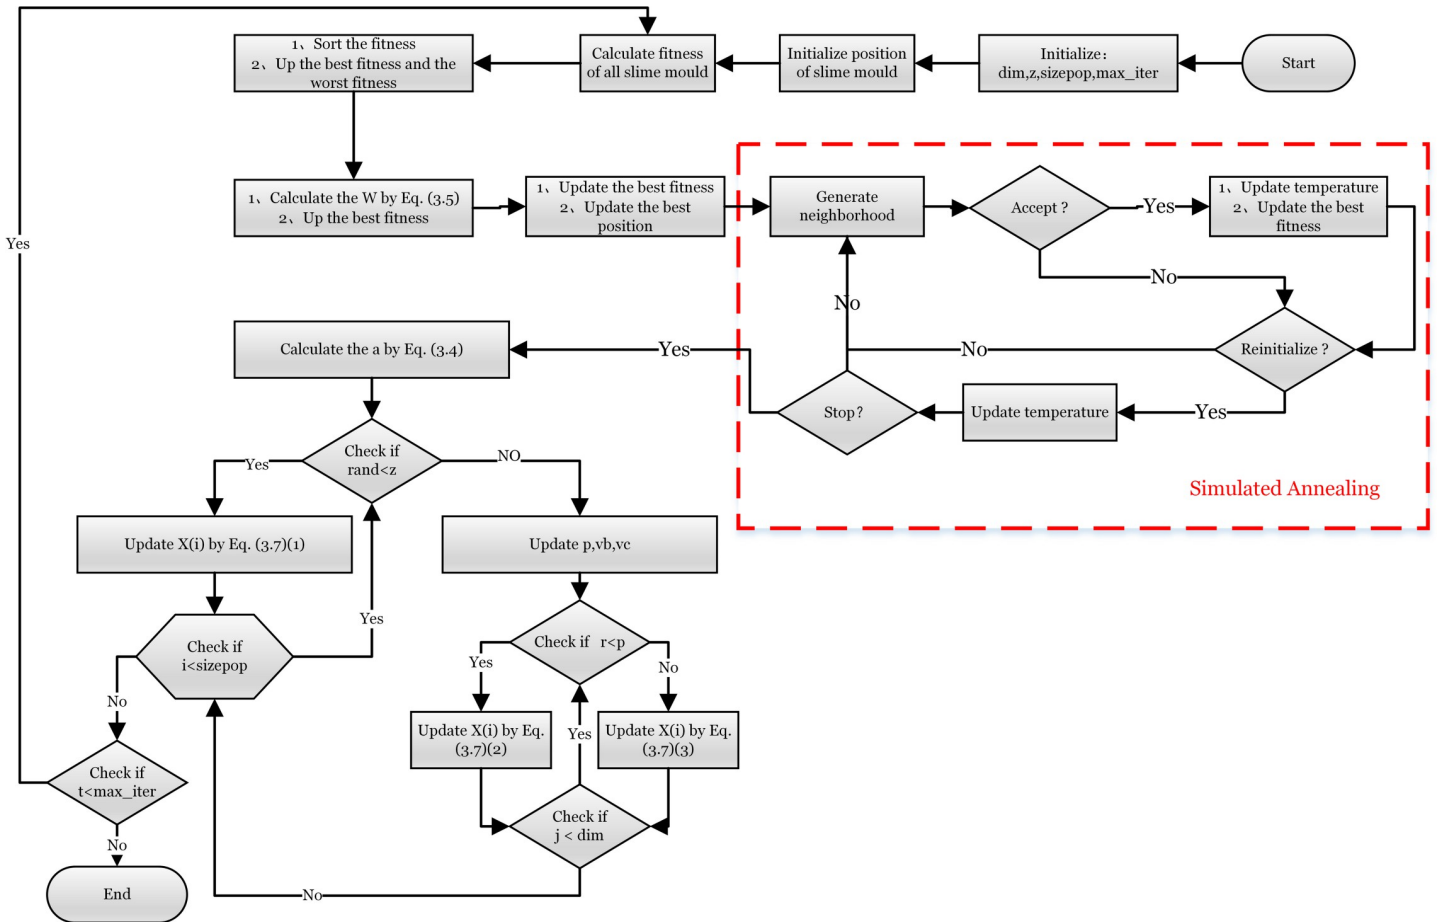 1、Sort the fitness
2、Up the best fitness and the
worst fitness
Calculate fitness
of all slime mould
Initialize position
of slime mould
Initialize:
dim,z,sizepop,max_iter
Start
1、Calculate the W by Eq. (3.5)
2、Up the best fitness
1、Update the best fitness
2、Update the best
position
Generate
neighborhood
Accept ?
Yes
1、Update temperature
2、Update the best
fitness
Yes
No
No
Calculate the a by Eq. (3.4)
Yes
No
Reinitialize ?
Stop?
Update temperature
Yes
Simulated Annealing
Check if
rand<z
Yes
NO
Update X(i) by Eq. (3.7)(1)
Update p,vb,vc
Yes
Check if
i<sizepop
Check if r<p
Yes
No
No
Update X(i) by Eq.
(3.7)(2)
Yes
Update X(i) by Eq.
(3.7)(3)
Check if
t<max_iter
Check if
j < dim
No
End
No